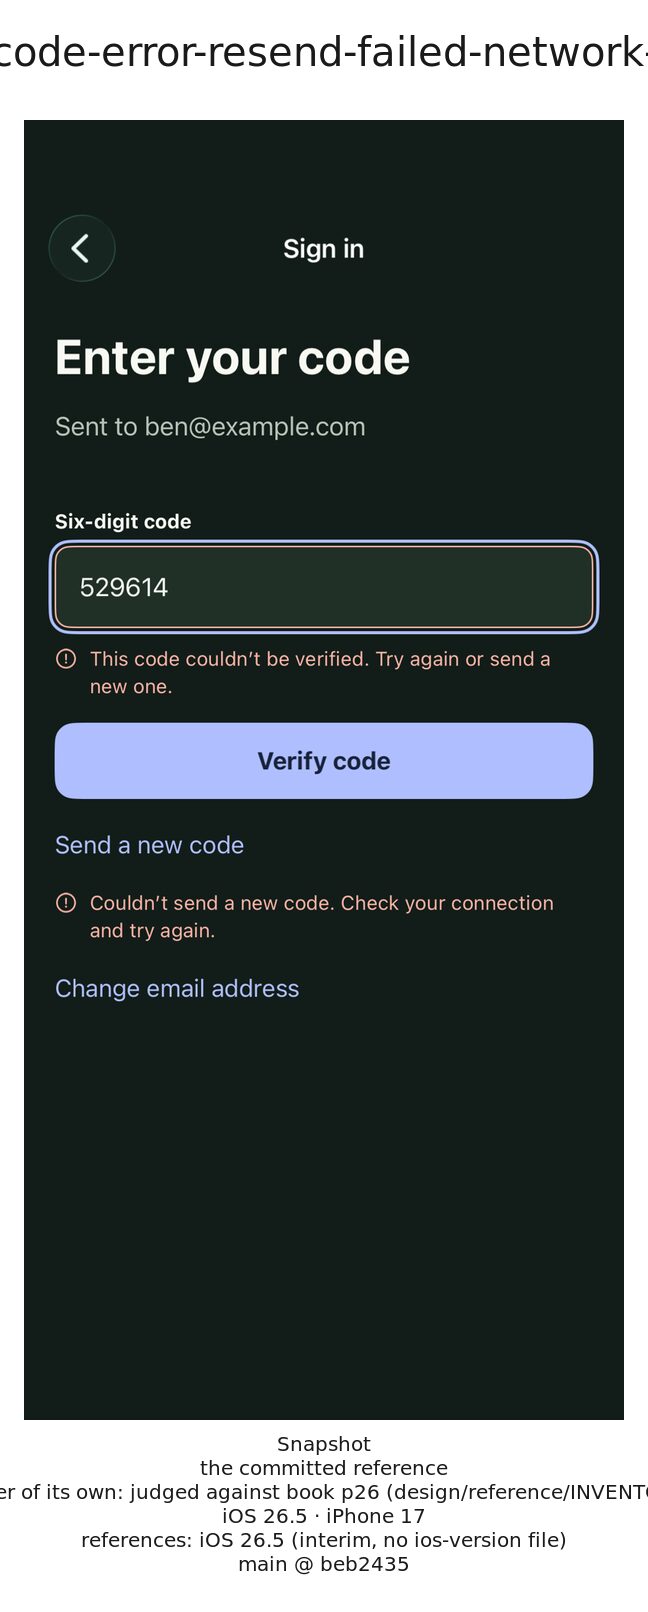 code-error-resend-failed-network-
Sign in
Enter your code
Sent to ben@example.com
Six-digit code
529614
This code couldn’t be verified. Try again or send a
new one.
Verify code
Send a new code
Couldn’t send a new code. Check your connection
and try again.
Change email address
Snapshot
the committed reference
er of its own: judged against book p26 (design/reference/INVENTO
iOS 26.5 · iPhone 17
references: iOS 26.5 (interim, no ios-version file)
main @ beb2435